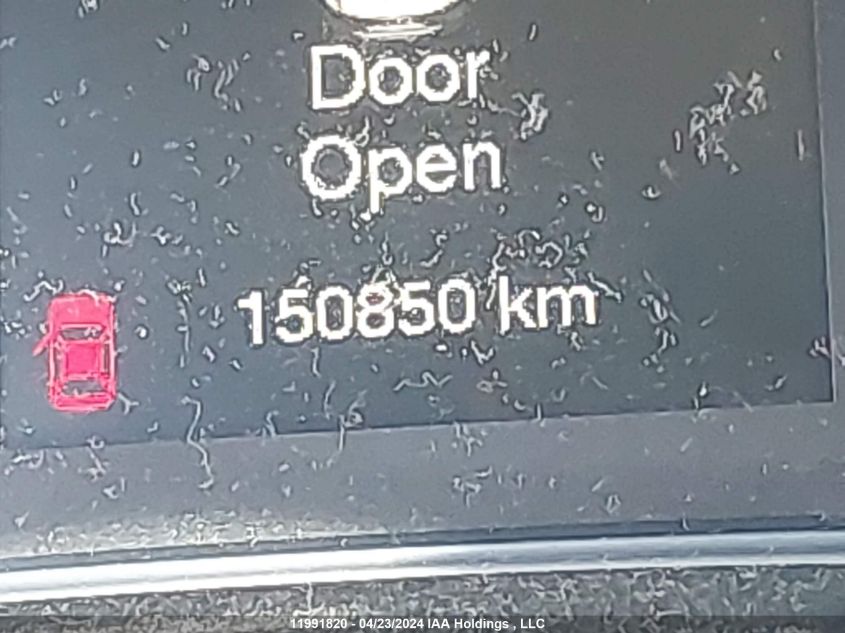 Door
Open
150850 km
11991820 - 04/23/2024 IAA Holdings , LLC